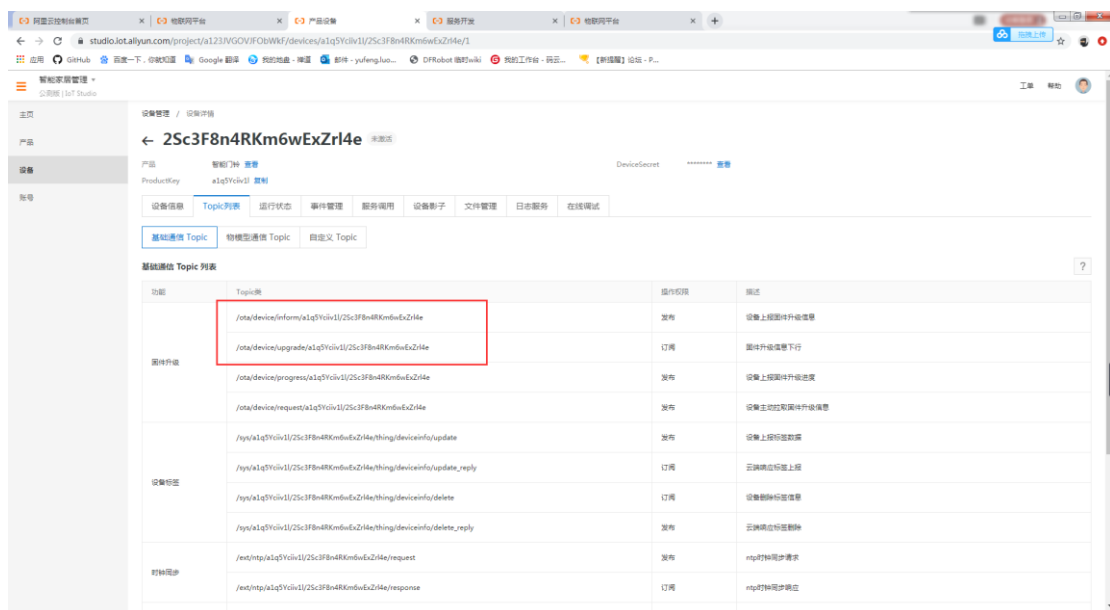 阿里云控制台首页 物联网平台 产品设备 服务开发 物联网平台
studio.iot.aliyun.com/project/a123JVGOVJFObWkF/devices/a1q5Yciiv1l/2Sc3F8n4RKm6wExZrl4e/1 拖拽上传
应用 GitHub 百度一下，你就知道 Google 翻译 我的地盘 - 禅道 邮件 - yufeng.luo... DFRobot 临时wiki 我的工作台 - 码云... 【新提醒】论坛 - P...
智能家居管理
公测版 | IoT Studio
工单 帮助
主页
产品
设备
账号
设备管理 / 设备详情
← 2Sc3F8n4RKm6wExZrl4e 未激活
产品 智能门铃 查看 DeviceSecret ******** 查看
ProductKey a1q5Yciiv1l 复制
设备信息 Topic列表 运行状态 事件管理 服务调用 设备影子 文件管理 日志服务 在线调试
基础通信 Topic 物模型通信 Topic 自定义 Topic
基础通信 Topic 列表 ?
功能 Topic类 操作权限 描述
固件升级
/ota/device/inform/a1q5Yciiv1l/2Sc3F8n4RKm6wExZrl4e 发布 设备上报固件升级信息
/ota/device/upgrade/a1q5Yciiv1l/2Sc3F8n4RKm6wExZrl4e 订阅 固件升级信息下行
/ota/device/progress/a1q5Yciiv1l/2Sc3F8n4RKm6wExZrl4e 发布 设备上报固件升级进度
/ota/device/request/a1q5Yciiv1l/2Sc3F8n4RKm6wExZrl4e 发布 设备主动拉取固件升级信息
设备标签
/sys/a1q5Yciiv1l/2Sc3F8n4RKm6wExZrl4e/thing/deviceinfo/update 发布 设备上报标签数据
/sys/a1q5Yciiv1l/2Sc3F8n4RKm6wExZrl4e/thing/deviceinfo/update_reply 订阅 云端响应标签上报
/sys/a1q5Yciiv1l/2Sc3F8n4RKm6wExZrl4e/thing/deviceinfo/delete 订阅 设备删除标签信息
/sys/a1q5Yciiv1l/2Sc3F8n4RKm6wExZrl4e/thing/deviceinfo/delete_reply 发布 云端响应标签删除
时钟同步
/ext/ntp/a1q5Yciiv1l/2Sc3F8n4RKm6wExZrl4e/request 发布 ntp时钟同步请求
/ext/ntp/a1q5Yciiv1l/2Sc3F8n4RKm6wExZrl4e/response 订阅 ntp时钟同步响应